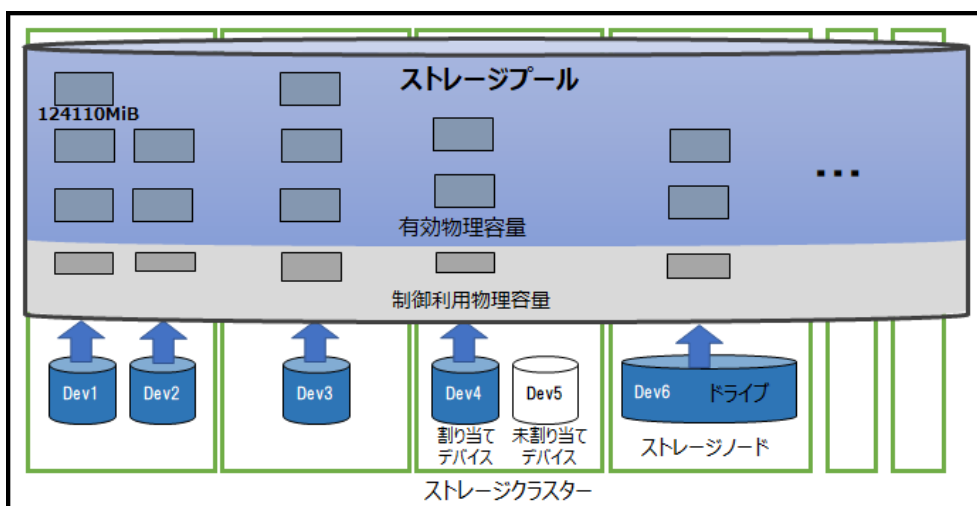 ストレージプール
124110MiB
...
有効物理容量
制御利用物理容量
Dev1
Dev2
Dev3
Dev4
Dev5
Dev6
ドライブ
割り当て
デバイス
未割り当て
デバイス
ストレージノード
ストレージクラスター